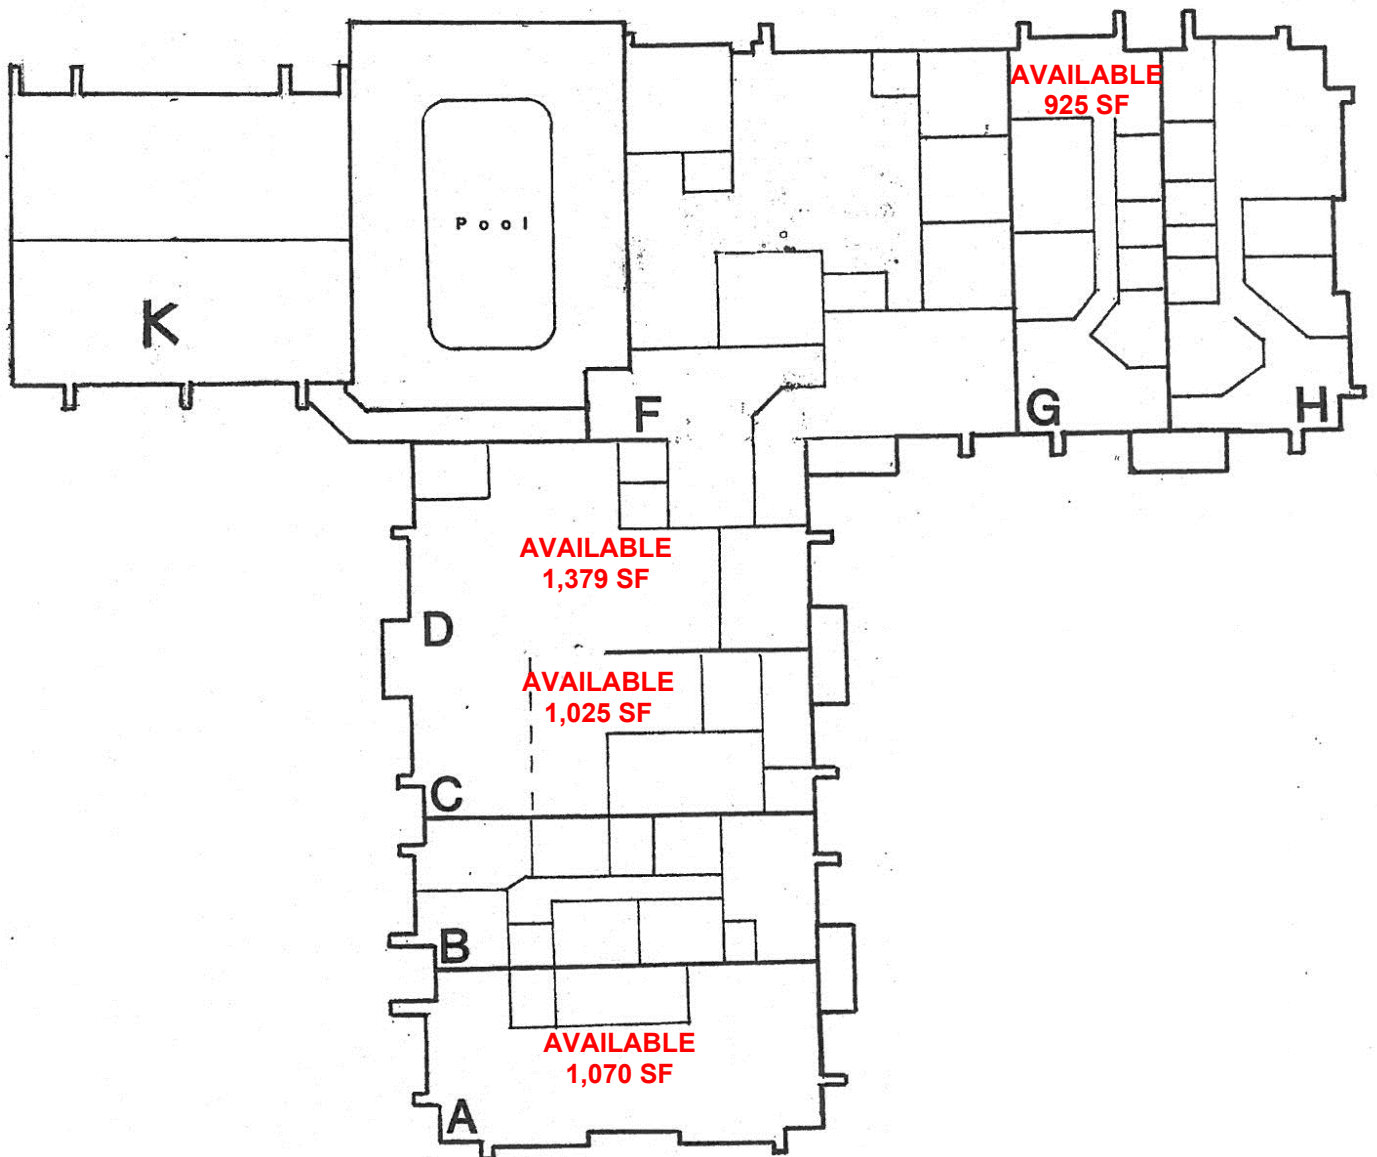 AVAILABLE
925 SF
Pool
K
F
G
H
AVAILABLE
1,379 SF
D
AVAILABLE
1,025 SF
C
B
AVAILABLE
1,070 SF
A